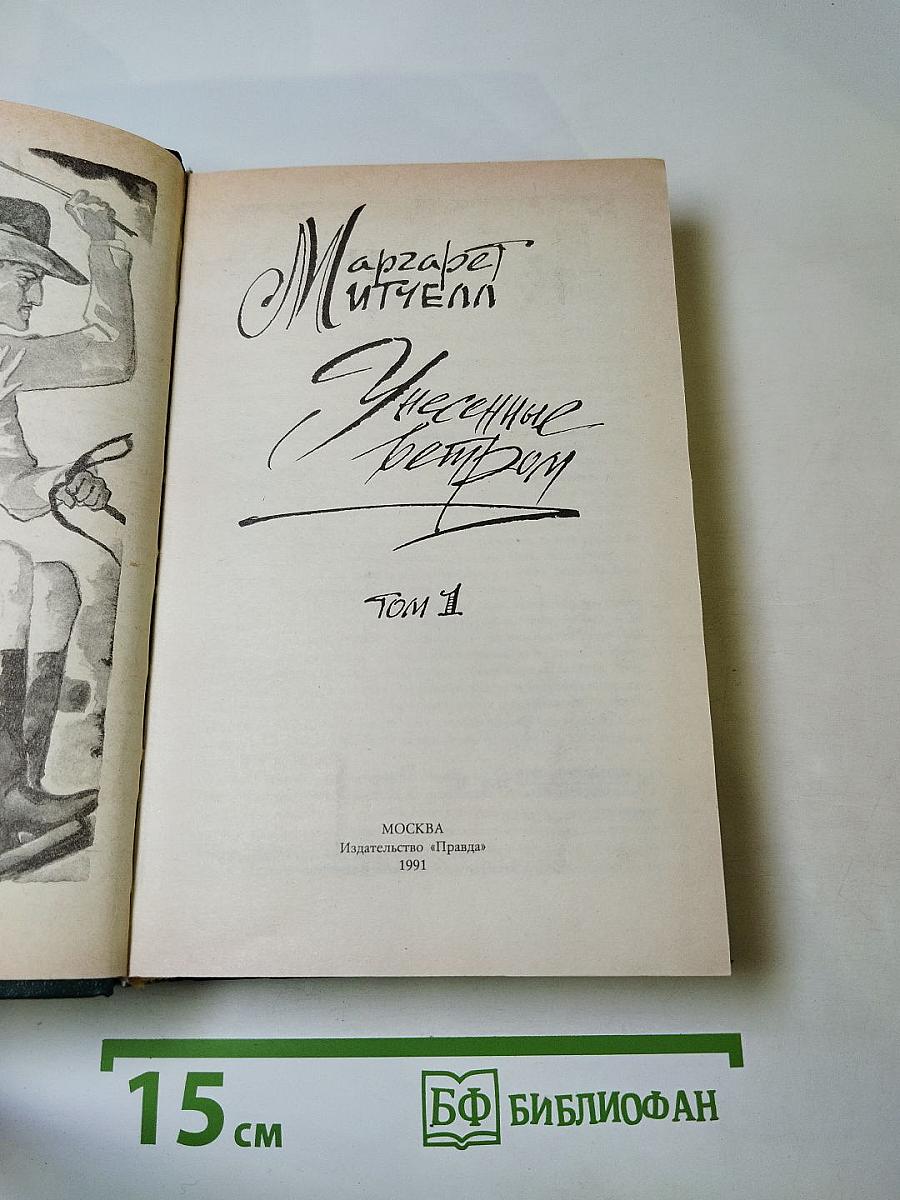 Маргарет
Митчелл
Унесенные
ветром
том 1
МОСКВА
Издательство «Правда»
1991
15 см
БФ БИБЛИОФАН